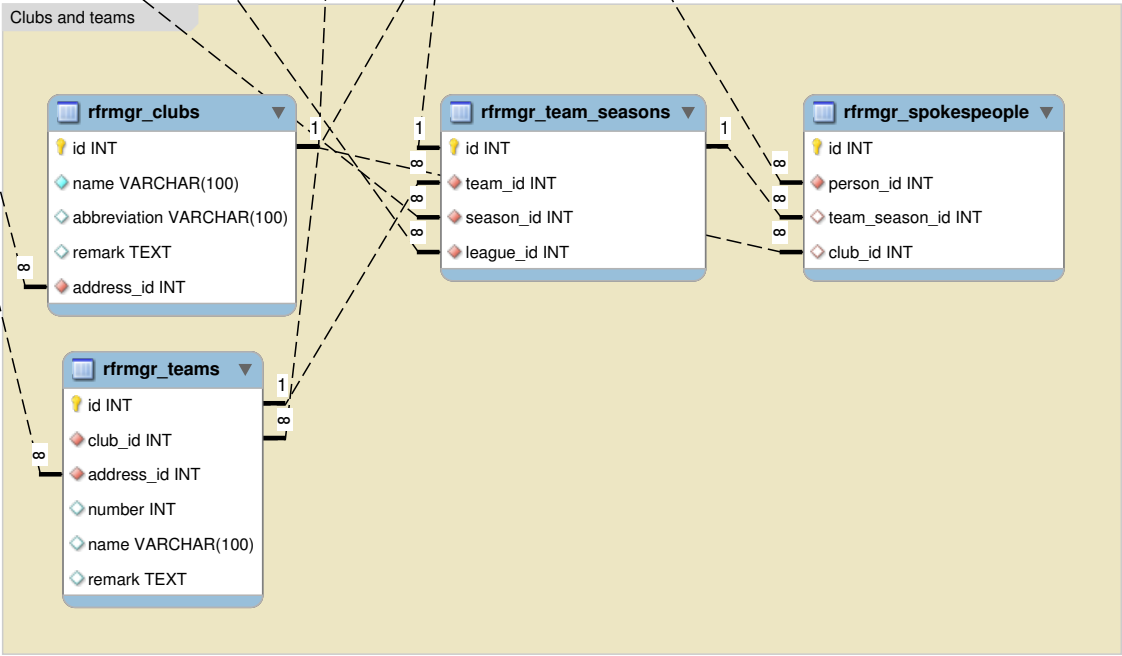 Clubs and teams
rfrmgr_clubs
id INT
name VARCHAR(100)
abbreviation VARCHAR(100)
remark TEXT
address_id INT
rfrmgr_team_seasons
id INT
team_id INT
season_id INT
league_id INT
rfrmgr_spokespeople
id INT
person_id INT
team_season_id INT
club_id INT
rfrmgr_teams
id INT
club_id INT
address_id INT
number INT
name VARCHAR(100)
remark TEXT
1
1
1
1
∞
∞
∞
∞
∞
∞
∞
∞
∞